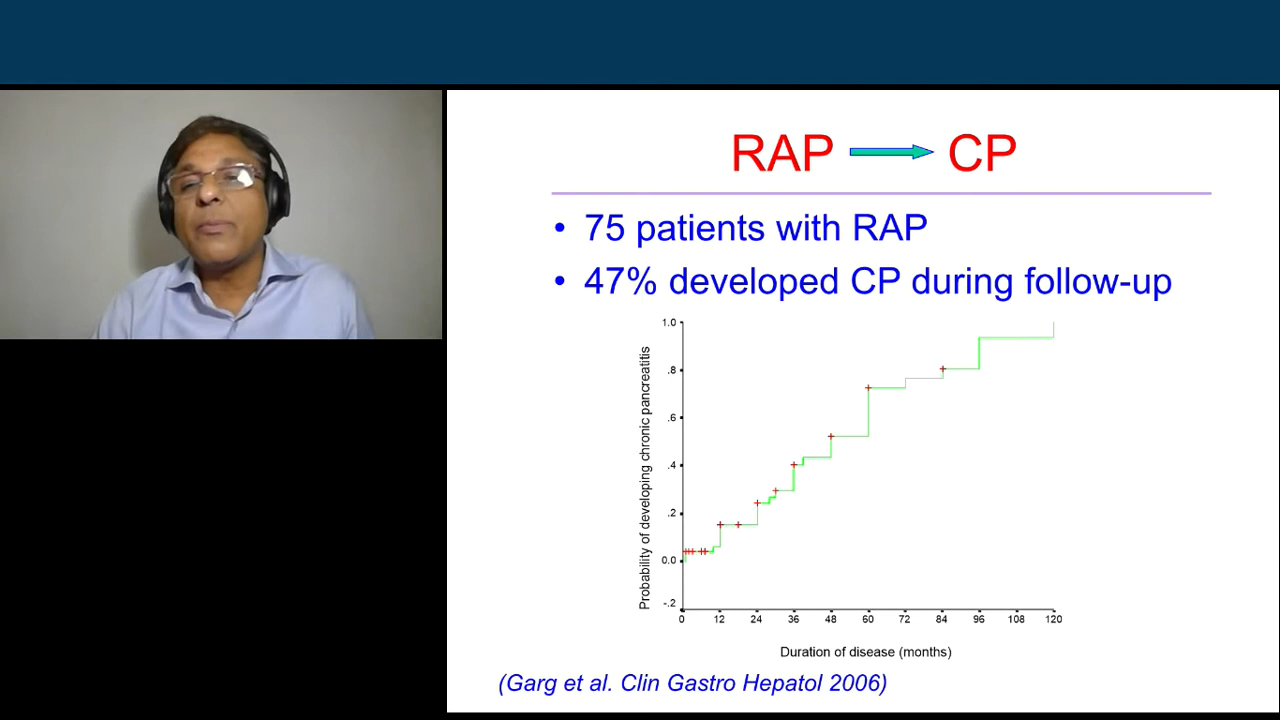 RAP CP
• 75 patients with RAP
• 47% developed CP during follow-up
Probability of developing chronic pancreatitis
1.0
.8
.6
.4
.2
0.0
-.2
0 12 24 36 48 60 72 84 96 108 120
Duration of disease (months)
(Garg et al. Clin Gastro Hepatol 2006)